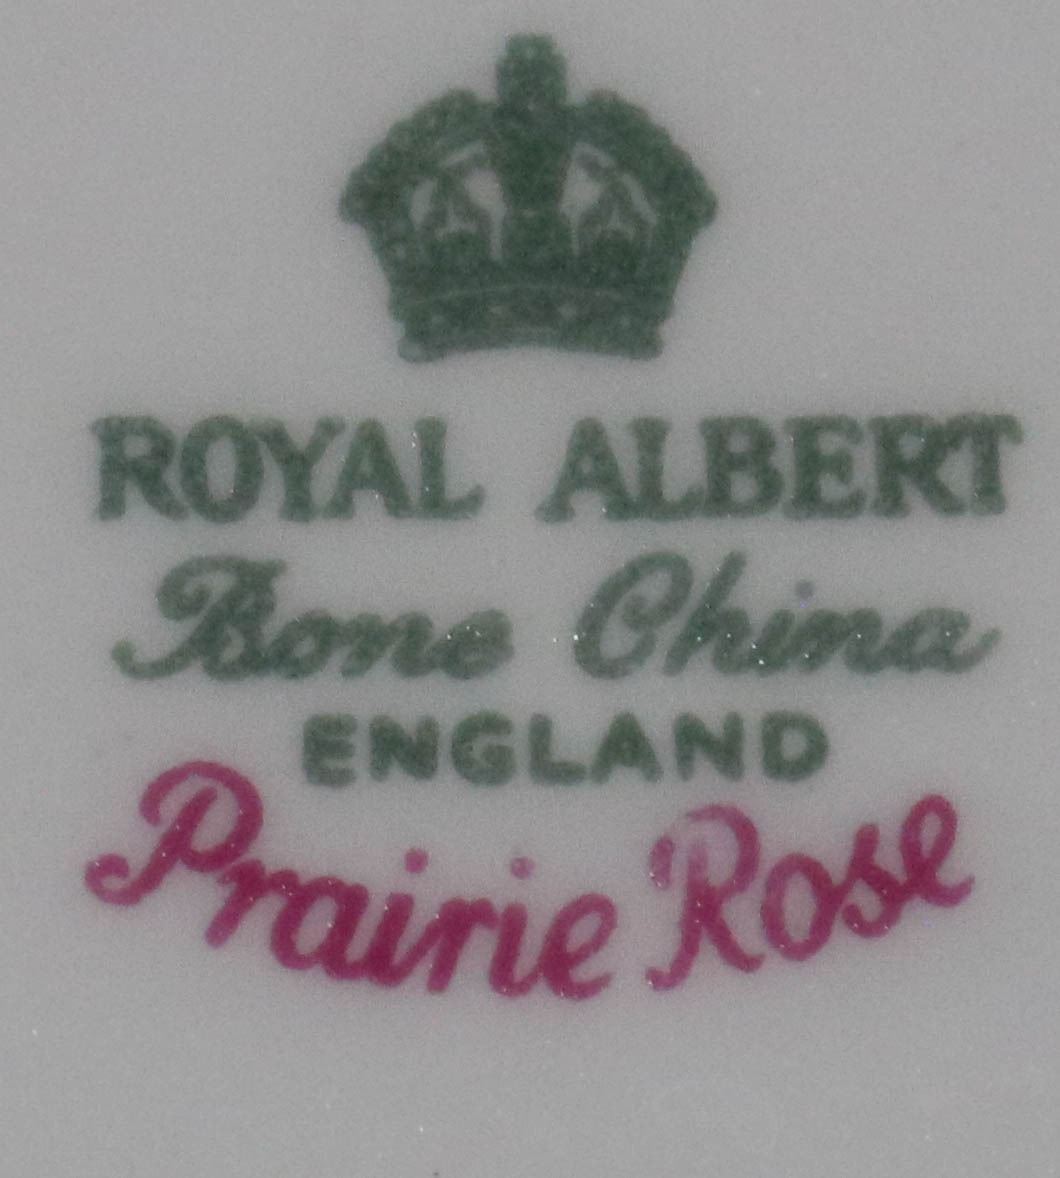 ROYAL ALBERT
Bone China
ENGLAND
Prairie Rose